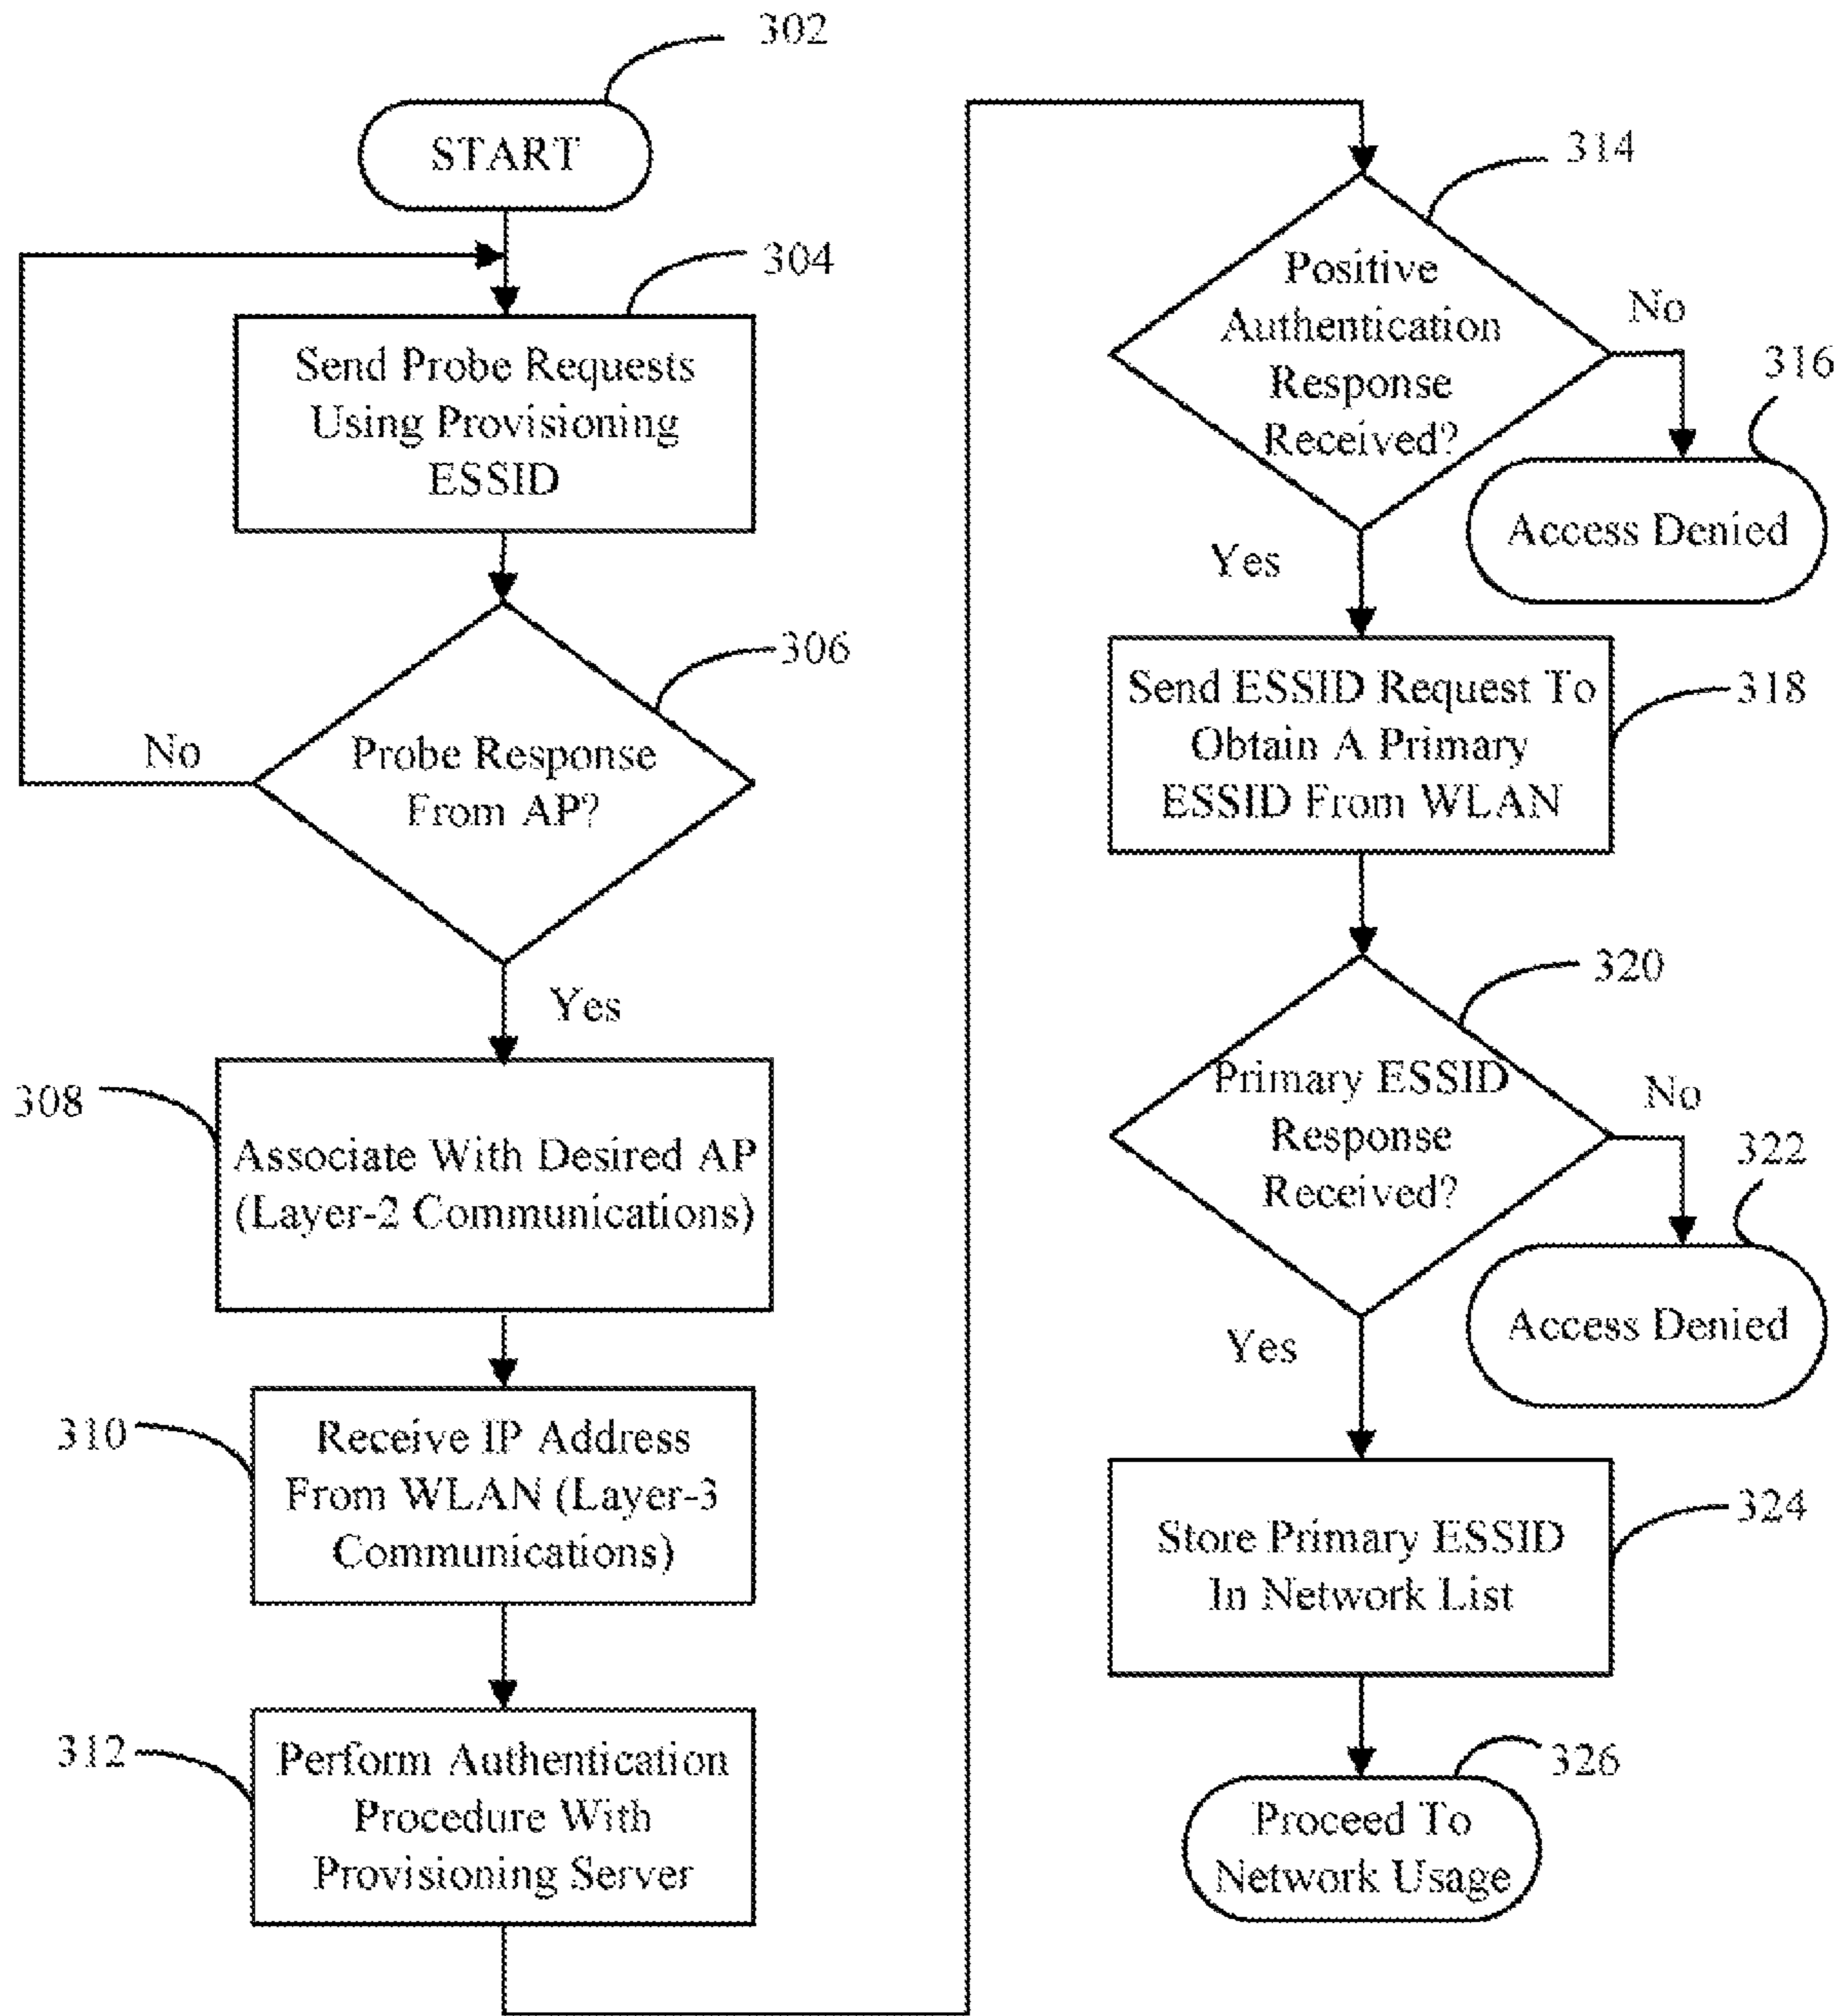 302
START
304
Send Probe Requests
Using Provisioning
ESSID
306
Probe Response
From AP?
No
Yes
308
Associate With Desired AP
(Layer-2 Communications)
310
Receive IP Address
From WLAN (Layer-3
Communications)
312
Perform Authentication
Procedure With
Provisioning Server
314
Positive
Authentication
Response
Received?
No
316
Access Denied
Yes
318
Send ESSID Request To
Obtain A Primary
ESSID From WLAN
320
Primary ESSID
Response
Received?
No
322
Access Denied
Yes
324
Store Primary ESSID
In Network List
326
Proceed To
Network Usage